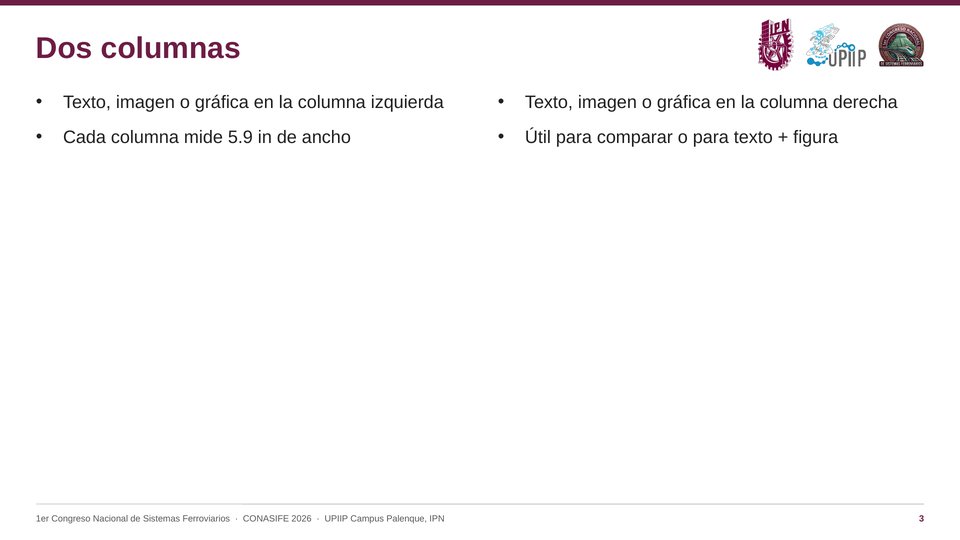 Dos columnas
IPN
UPIIP
• Texto, imagen o gráfica en la columna izquierda
• Cada columna mide 5.9 in de ancho
• Texto, imagen o gráfica en la columna derecha
• Útil para comparar o para texto + figura
1er Congreso Nacional de Sistemas Ferroviarios · CONASIFE 2026 · UPIIP Campus Palenque, IPN
3